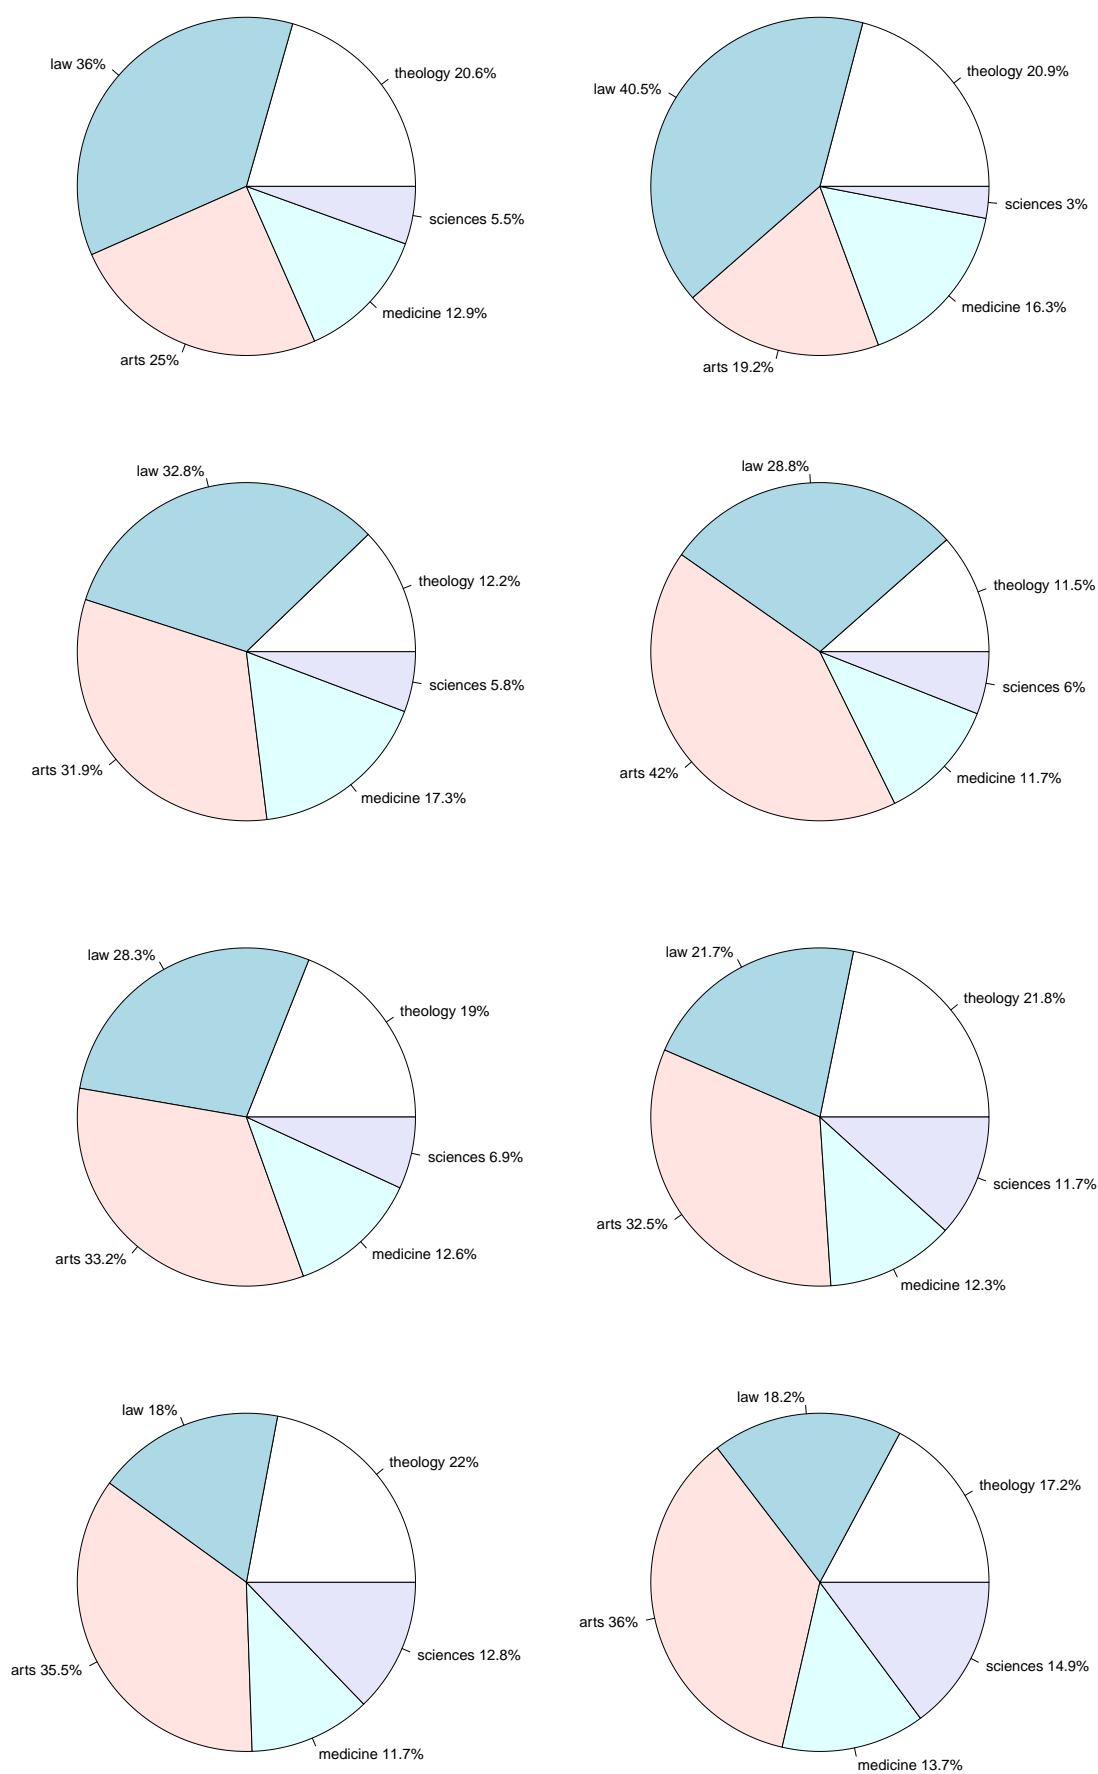 law 36%
theology 20.6%
sciences 5.5%
medicine 12.9%
arts 25%
law 40.5%
theology 20.9%
sciences 3%
medicine 16.3%
arts 19.2%
law 32.8%
theology 12.2%
sciences 5.8%
arts 31.9%
medicine 17.3%
law 28.8%
theology 11.5%
sciences 6%
arts 42%
medicine 11.7%
law 28.3%
theology 19%
sciences 6.9%
arts 33.2%
medicine 12.6%
law 21.7%
theology 21.8%
sciences 11.7%
arts 32.5%
medicine 12.3%
law 18%
theology 22%
sciences 12.8%
arts 35.5%
medicine 11.7%
law 18.2%
theology 17.2%
arts 36%
sciences 14.9%
medicine 13.7%